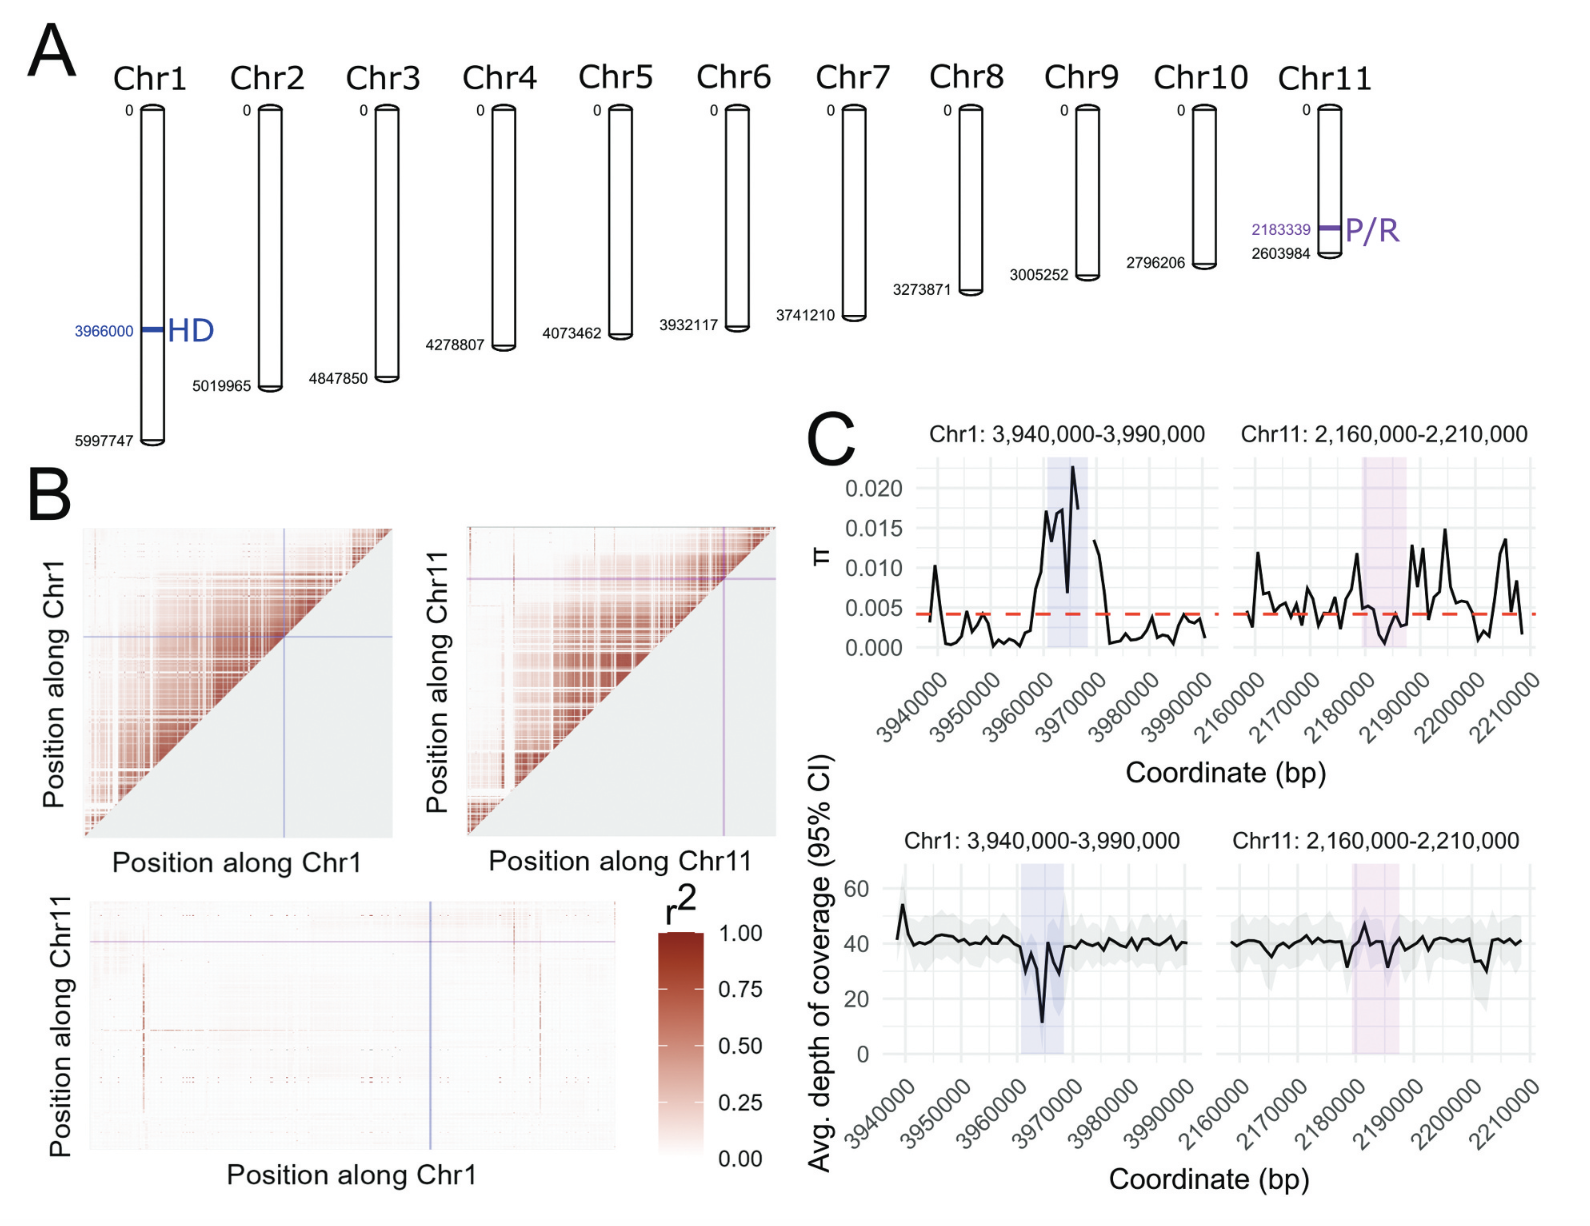 A
Chr1 Chr2 Chr3 Chr4 Chr5 Chr6 Chr7 Chr8 Chr9 Chr10 Chr11
0 0 0 0 0 0 0 0 0 0 0
2183339 P/R
2603984
2796206
3005252
3273871
3741210
3932117
3966000 HD
4073462
4278807
4847850
5019965
5997747
B
Position along Chr1
Position along Chr1
Position along Chr11
Position along Chr11
Position along Chr11
Position along Chr1
r2
1.00
0.75
0.50
0.25
0.00
C
Chr1: 3,940,000-3,990,000 Chr11: 2,160,000-2,210,000
π
0.020
0.015
0.010
0.005
0.000
3940000 3950000 3960000 3970000 3980000 3990000 2160000 2170000 2180000 2190000 2200000 2210000
Coordinate (bp)
Chr1: 3,940,000-3,990,000 Chr11: 2,160,000-2,210,000
Avg. depth of coverage (95% CI)
60
40
20
0
3940000 3950000 3960000 3970000 3980000 3990000 2160000 2170000 2180000 2190000 2200000 2210000
Coordinate (bp)